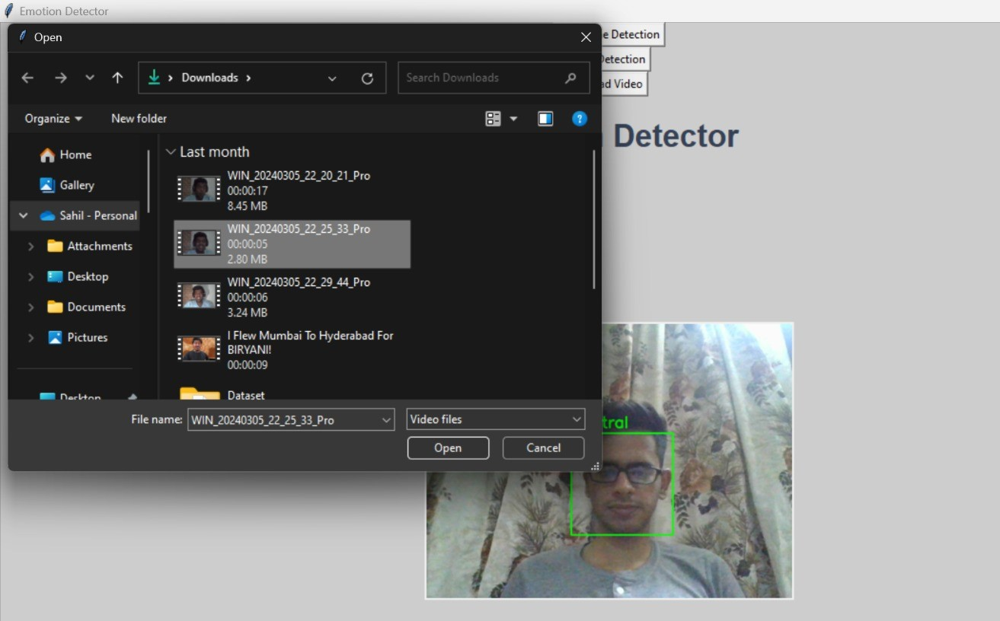 Emotion Detector
Open
e Detection
Detection
ad Video
Downloads
Search Downloads
Organize
New folder
?
Detector
Home
Gallery
Sahil - Personal
Attachments
Desktop
Documents
Pictures
Desktop
Last month
WIN_20240305_22_20_21_Pro
00:00:17
8.45 MB
WIN_20240305_22_25_33_Pro
00:00:05
2.80 MB
WIN_20240305_22_29_44_Pro
00:00:06
3.24 MB
I Flew Mumbai To Hyderabad For
BIRYANI!
00:00:09
Dataset
File name: WIN_20240305_22_25_33_Pro
Video files
Open
Cancel
tral